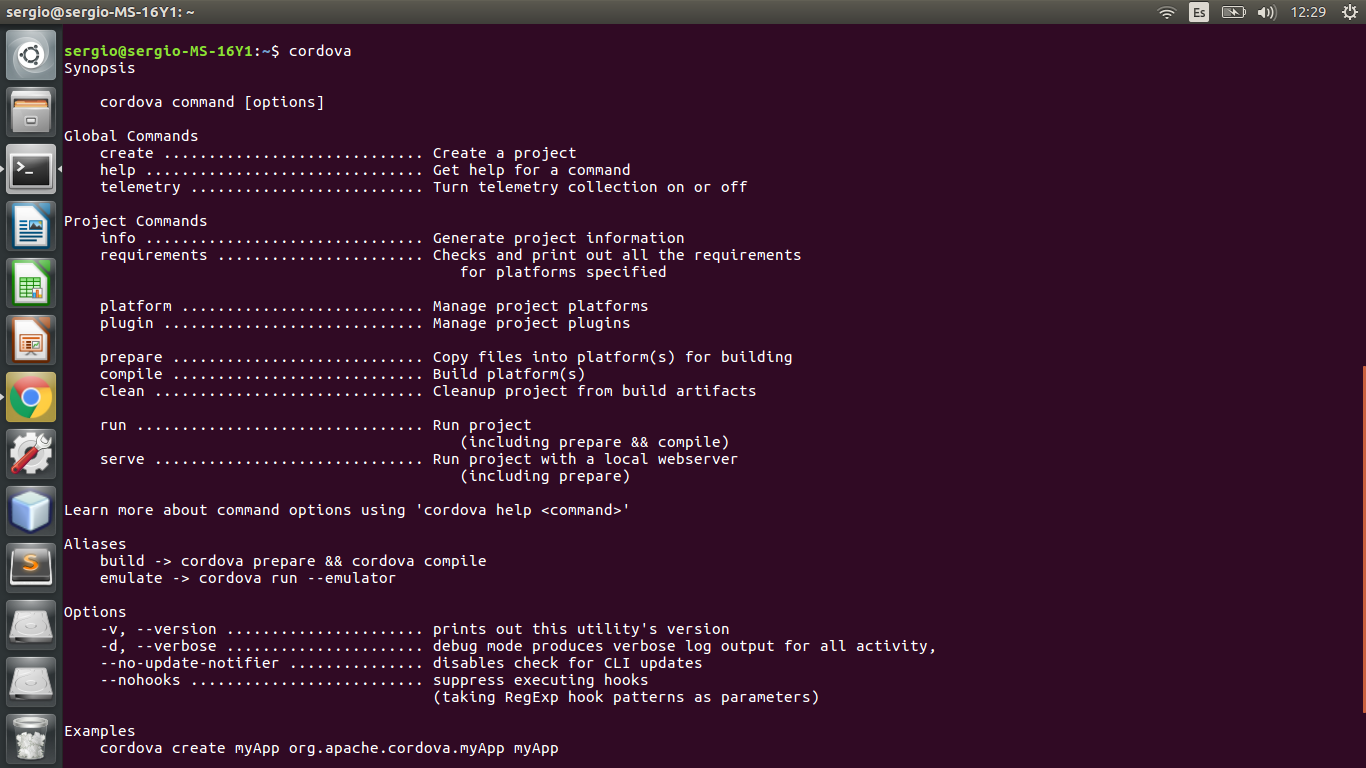 sergio@sergio-MS-16Y1: ~
Es
12:29
sergio@sergio-MS-16Y1:~$ cordova
Synopsis
cordova command [options]
Global Commands
create ............................. Create a project
help ............................... Get help for a command
telemetry .......................... Turn telemetry collection on or off
Project Commands
info ............................... Generate project information
requirements ....................... Checks and print out all the requirements
for platforms specified
platform ........................... Manage project platforms
plugin ............................. Manage project plugins
prepare ............................ Copy files into platform(s) for building
compile ............................ Build platform(s)
clean .............................. Cleanup project from build artifacts
run ................................ Run project
(including prepare && compile)
serve .............................. Run project with a local webserver
(including prepare)
Learn more about command options using 'cordova help <command>'
Aliases
build -> cordova prepare && cordova compile
emulate -> cordova run --emulator
Options
-v, --version ...................... prints out this utility's version
-d, --verbose ...................... debug mode produces verbose log output for all activity,
--no-update-notifier ............... disables check for CLI updates
--nohooks .......................... suppress executing hooks
(taking RegExp hook patterns as parameters)
Examples
cordova create myApp org.apache.cordova.myApp myApp